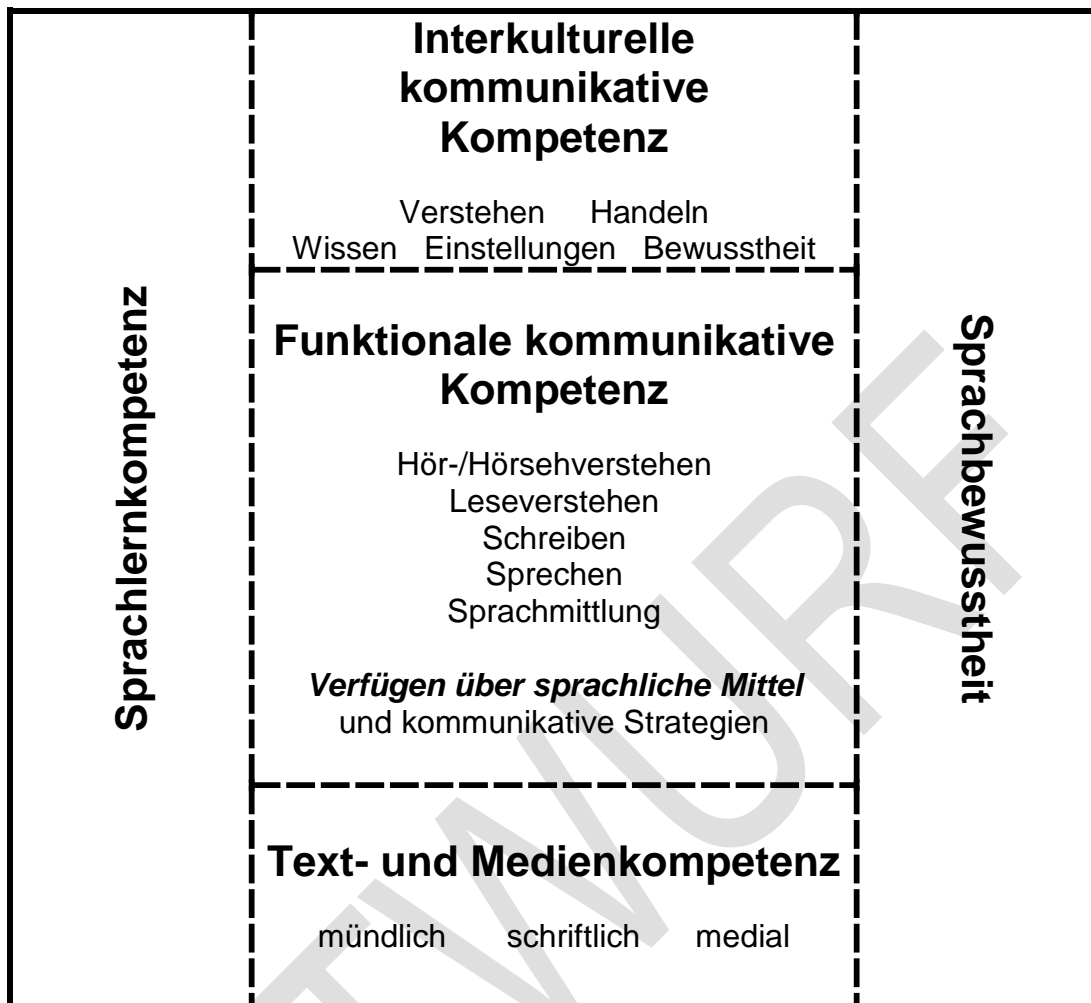 Interkulturelle
kommunikative
Kompetenz
Verstehen Handeln
Wissen Einstellungen Bewusstheit
Sprachlernkompetenz
Funktionale kommunikative
Kompetenz
Hör-/Hörsehverstehen
Leseverstehen
Schreiben
Sprechen
Sprachmittlung
Verfügen über sprachliche Mittel
und kommunikative Strategien
Sprachbewusstheit
Text- und Medienkompetenz
mündlich schriftlich medial
TWURF